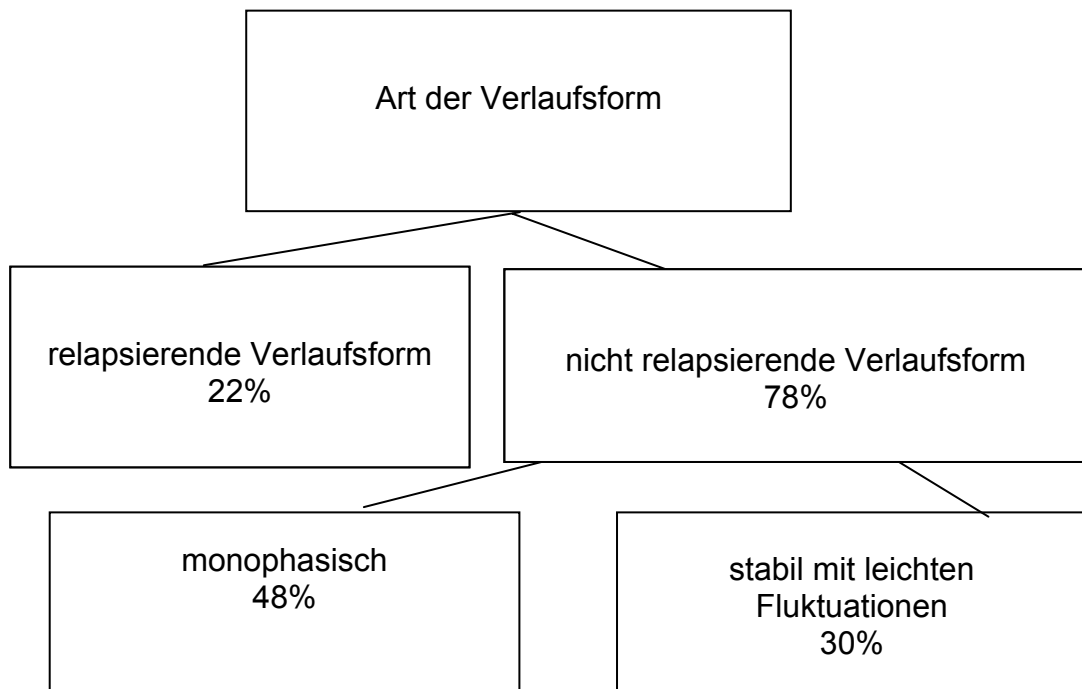 Art der Verlaufsform
relapsierende Verlaufsform
22%
nicht relapsierende Verlaufsform
78%
monophasisch
48%
stabil mit leichten
Fluktuationen
30%